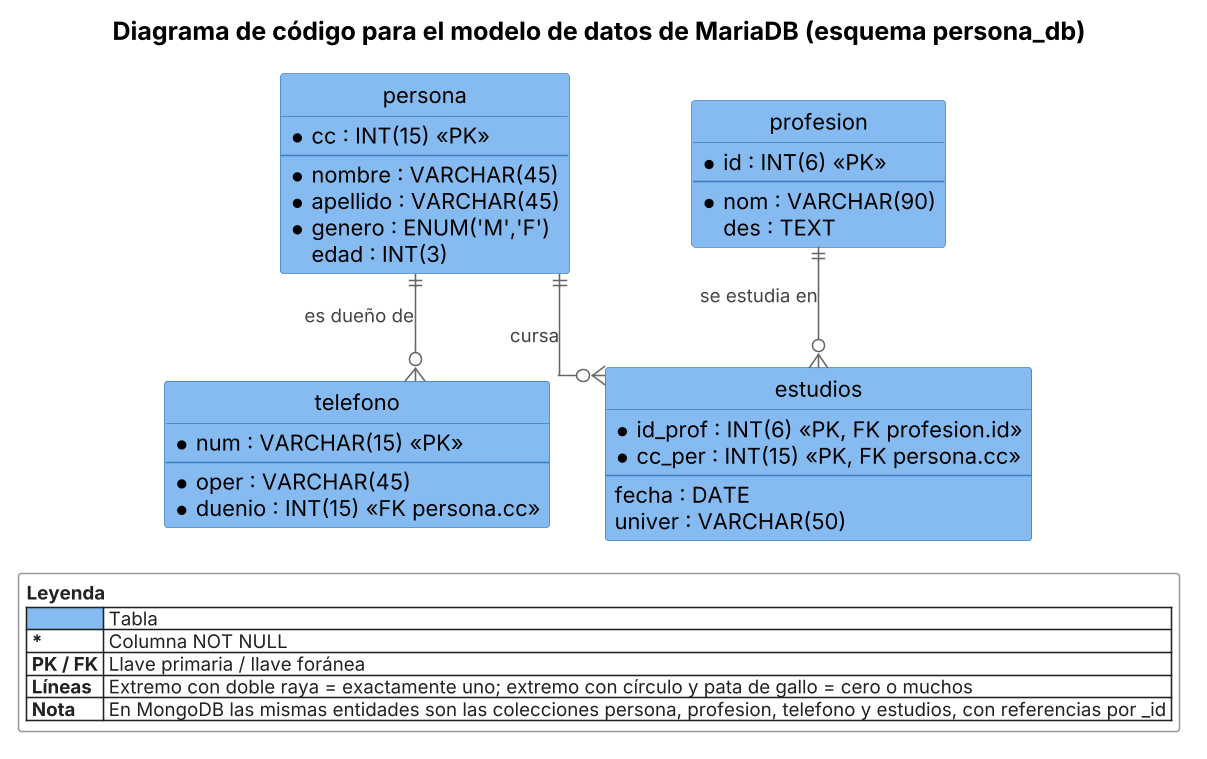 Diagrama de código para el modelo de datos de MariaDB (esquema persona_db)
persona
cc : INT(15) «PK»
nombre : VARCHAR(45)
apellido : VARCHAR(45)
genero : ENUM('M','F')
edad : INT(3)
profesion
id : INT(6) «PK»
nom : VARCHAR(90)
des : TEXT
es dueño de
cursa
se estudia en
telefono
num : VARCHAR(15) «PK»
oper : VARCHAR(45)
duenio : INT(15) «FK persona.cc»
estudios
id_prof : INT(6) «PK, FK profesion.id»
cc_per : INT(15) «PK, FK persona.cc»
fecha : DATE
univer : VARCHAR(50)
Leyenda
Tabla
* Columna NOT NULL
PK / FK Llave primaria / llave foránea
Líneas Extremo con doble raya = exactamente uno; extremo con círculo y pata de gallo = cero o muchos
Nota En MongoDB las mismas entidades son las colecciones persona, profesion, telefono y estudios, con referencias por _id